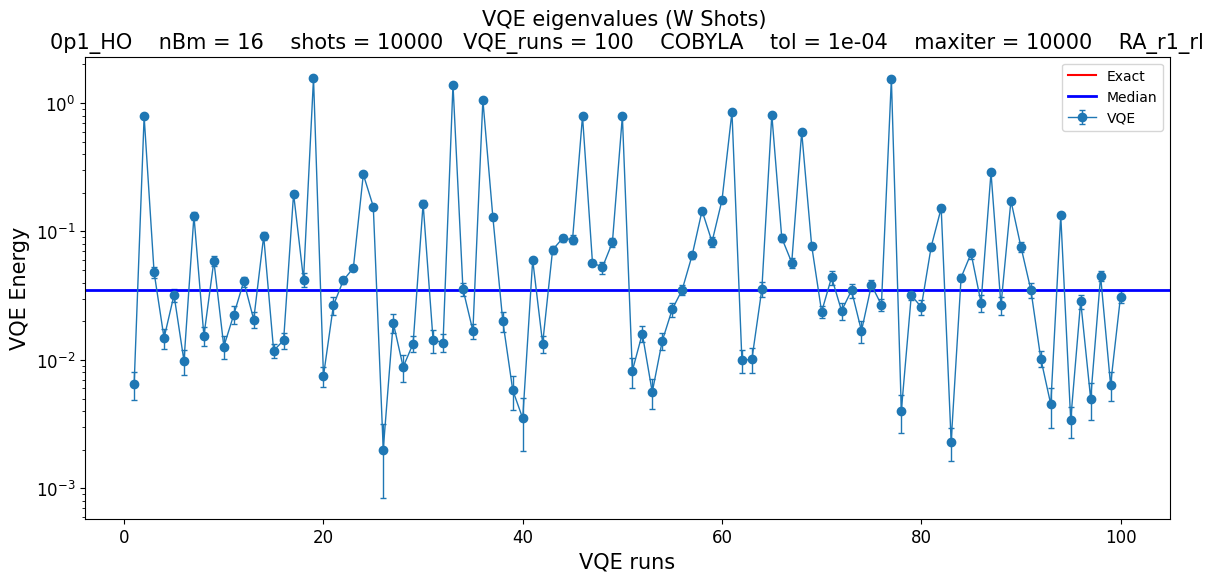 VQE eigenvalues (W Shots)
0p1_HO    nBm = 16    shots = 10000   VQE_runs = 100    COBYLA    tol = 1e-04    maxiter = 10000    RA_r1_rl
Exact
Median
VQE
VQE Energy
10⁰
10⁻¹
10⁻²
10⁻³
0 20 40 60 80 100
VQE runs